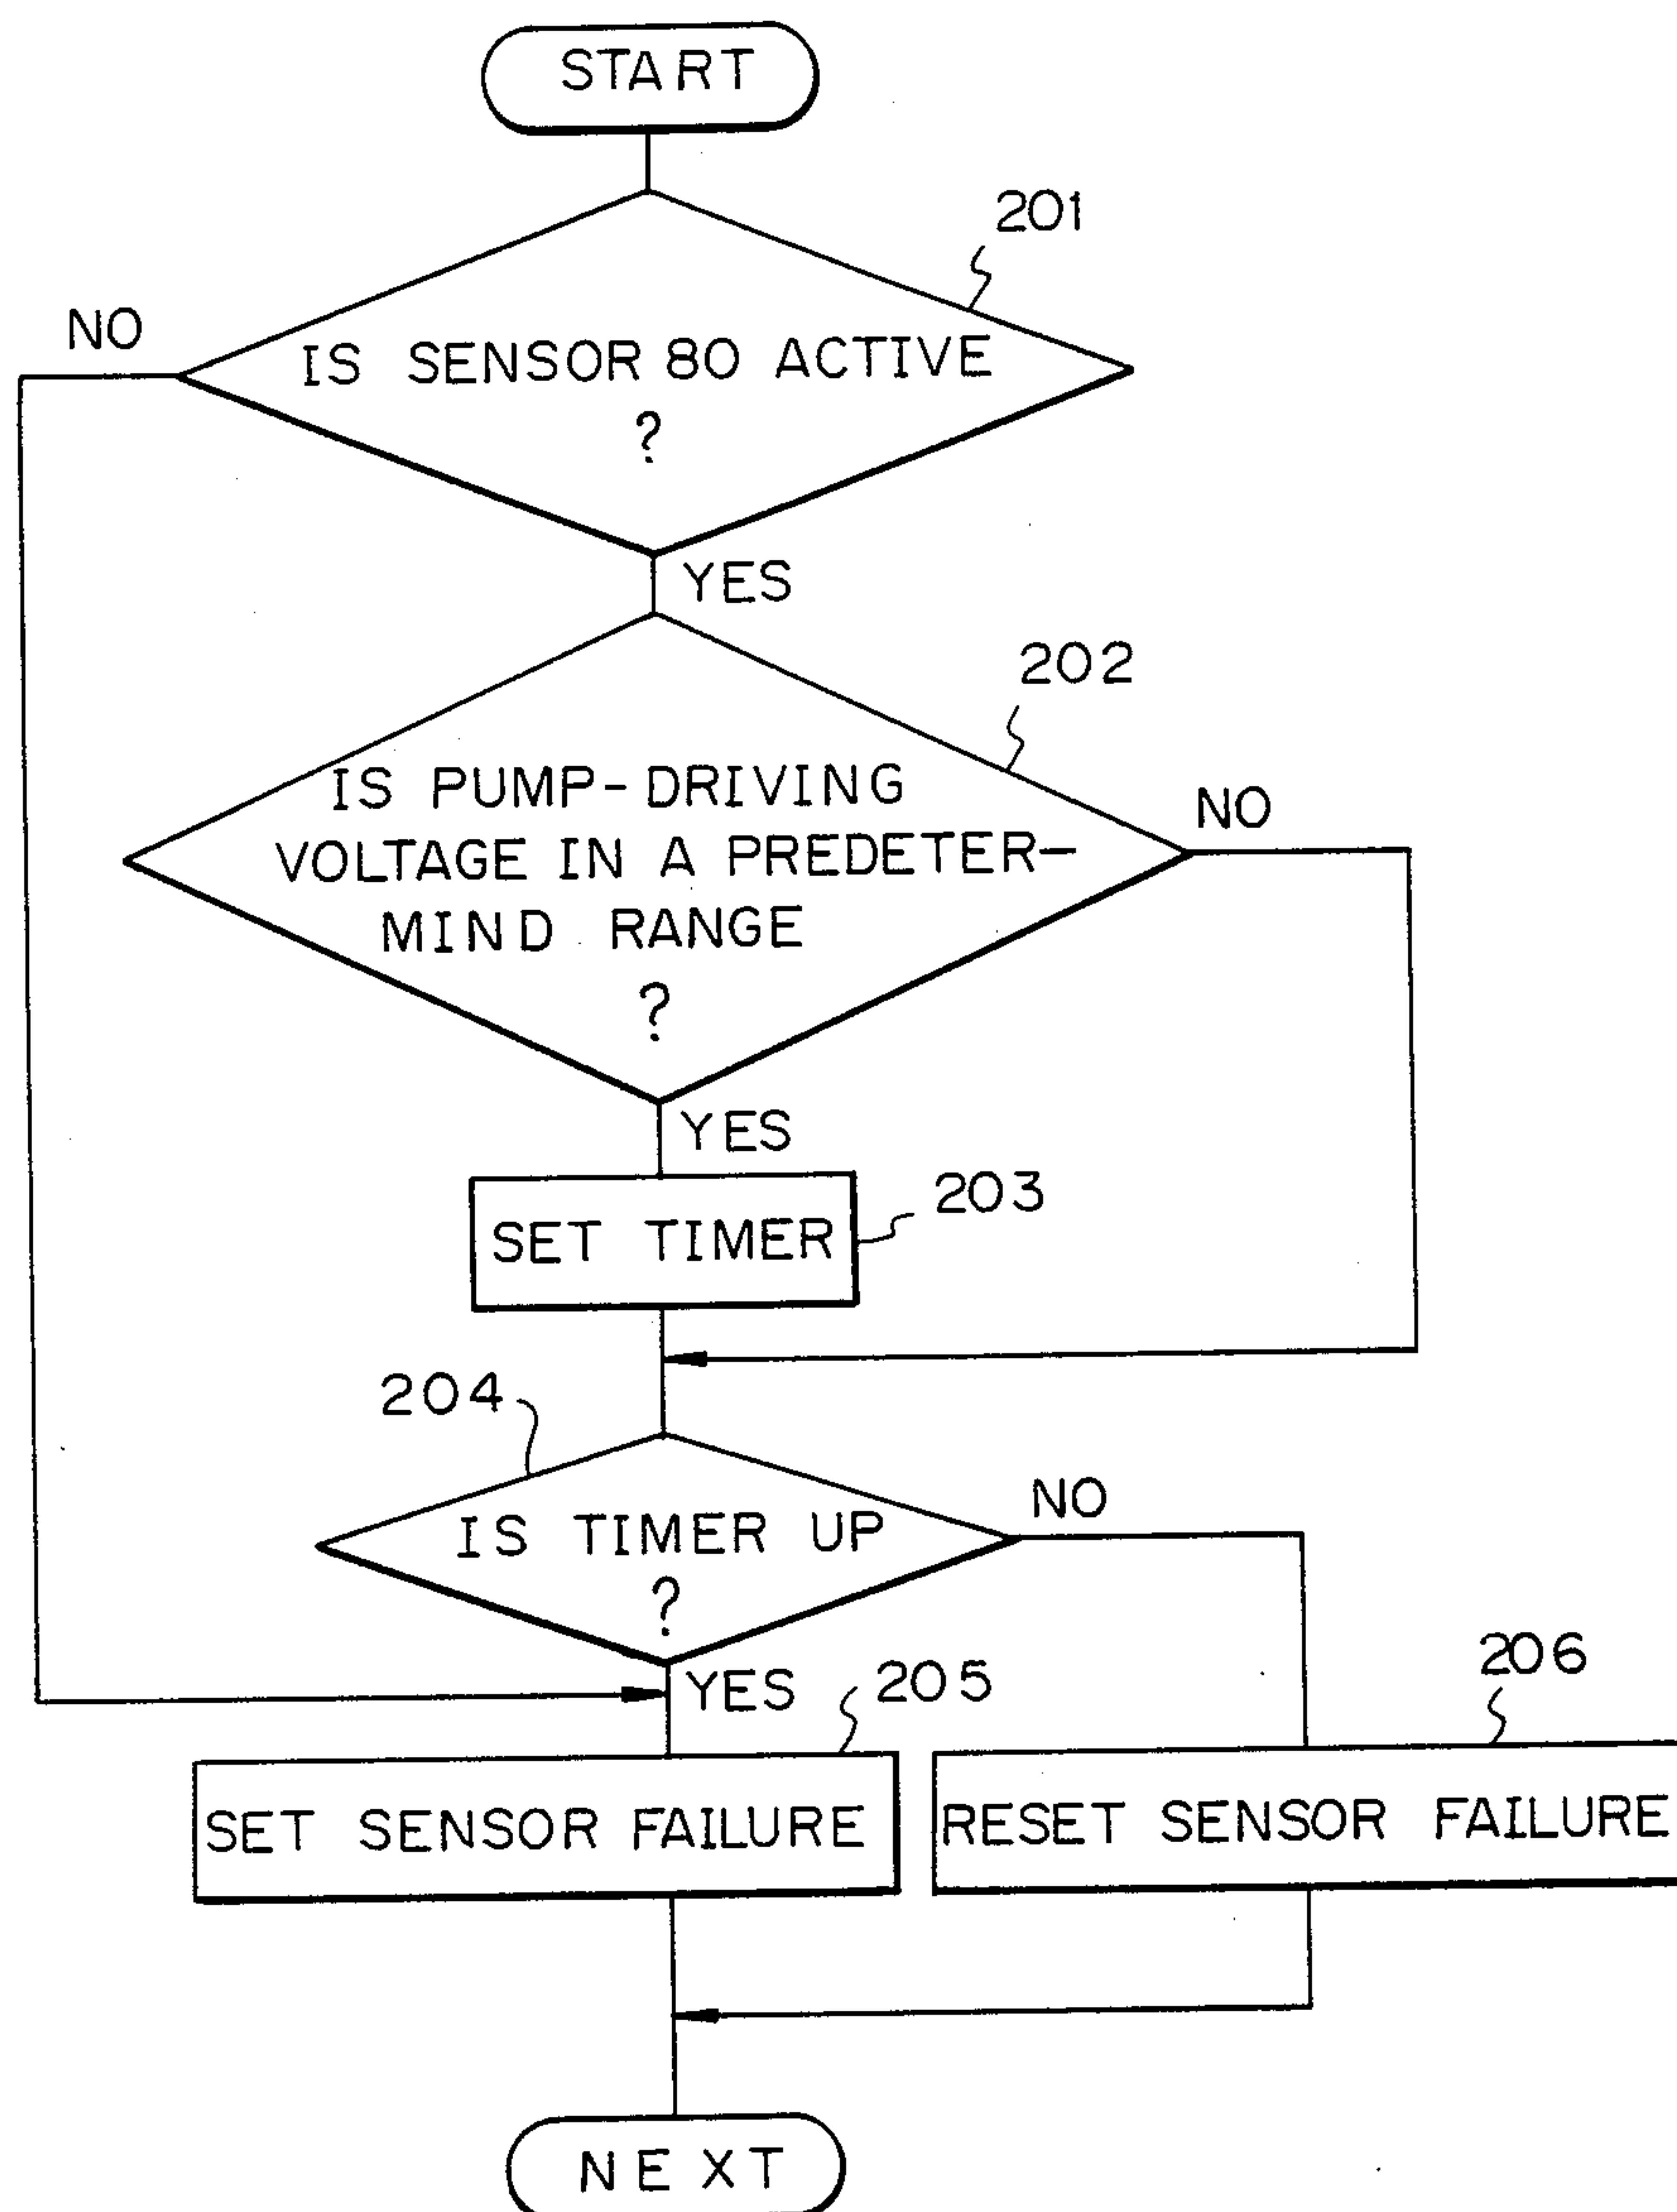 START
201
NO
IS SENSOR 80 ACTIVE
?
YES
202
IS PUMP-DRIVING
VOLTAGE IN A PREDETER-
MIND RANGE
?
NO
YES
SET TIMER
203
204
IS TIMER UP
?
NO
YES
205
206
SET SENSOR FAILURE
RESET SENSOR FAILURE
NEXT